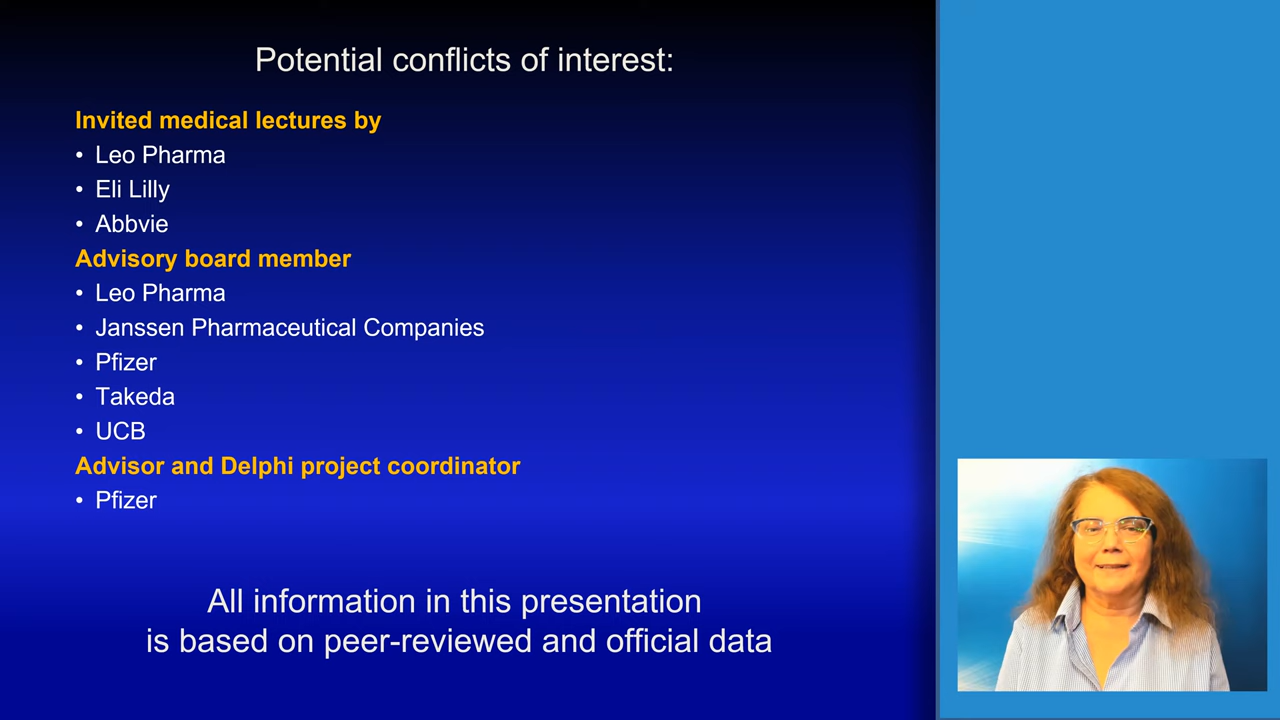 Potential conflicts of interest:
Invited medical lectures by
• Leo Pharma
• Eli Lilly
• Abbvie
Advisory board member
• Leo Pharma
• Janssen Pharmaceutical Companies
• Pfizer
• Takeda
• UCB
Advisor and Delphi project coordinator
• Pfizer
All information in this presentation
is based on peer-reviewed and official data